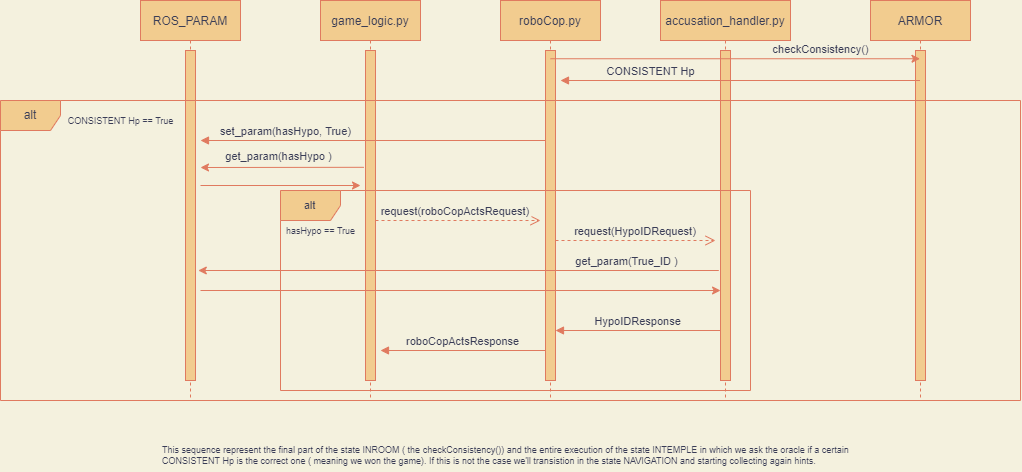 ROS_PARAM
game_logic.py
roboCop.py
accusation_handler.py
ARMOR
checkConsistency()
CONSISTENT Hp
alt
CONSISTENT Hp == True
set_param(hasHypo, True)
get_param(hasHypo )
alt
request(roboCopActsRequest)
hasHypo == True
request(HypoIDRequest)
get_param(True_ID )
HypoIDResponse
roboCopActsResponse
This sequence represent the final part of the state INROOM ( the checkConsistency()) and the entire execution of the state INTEMPLE in which we ask the oracle if a certain
CONSISTENT Hp is the correct one ( meaning we won the game). If this is not the case we'll transistion in the state NAVIGATION and starting collecting again hints.